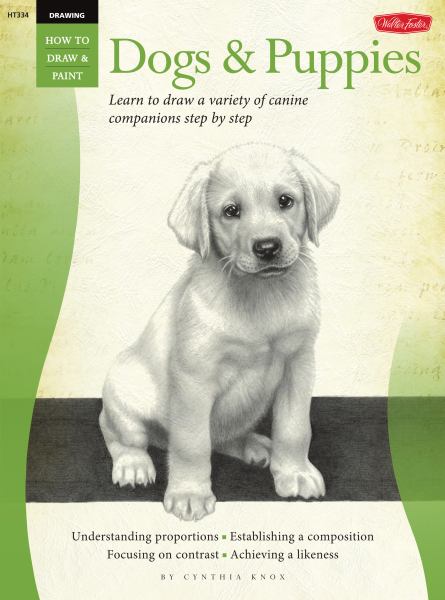 HT334
DRAWING
HOW TO
DRAW &
PAINT
Walter Foster
Dogs & Puppies
Learn to draw a variety of canine
companions step by step
Understanding proportions ▪ Establishing a composition
Focusing on contrast ▪ Achieving a likeness
BY CYNTHIA KNOX